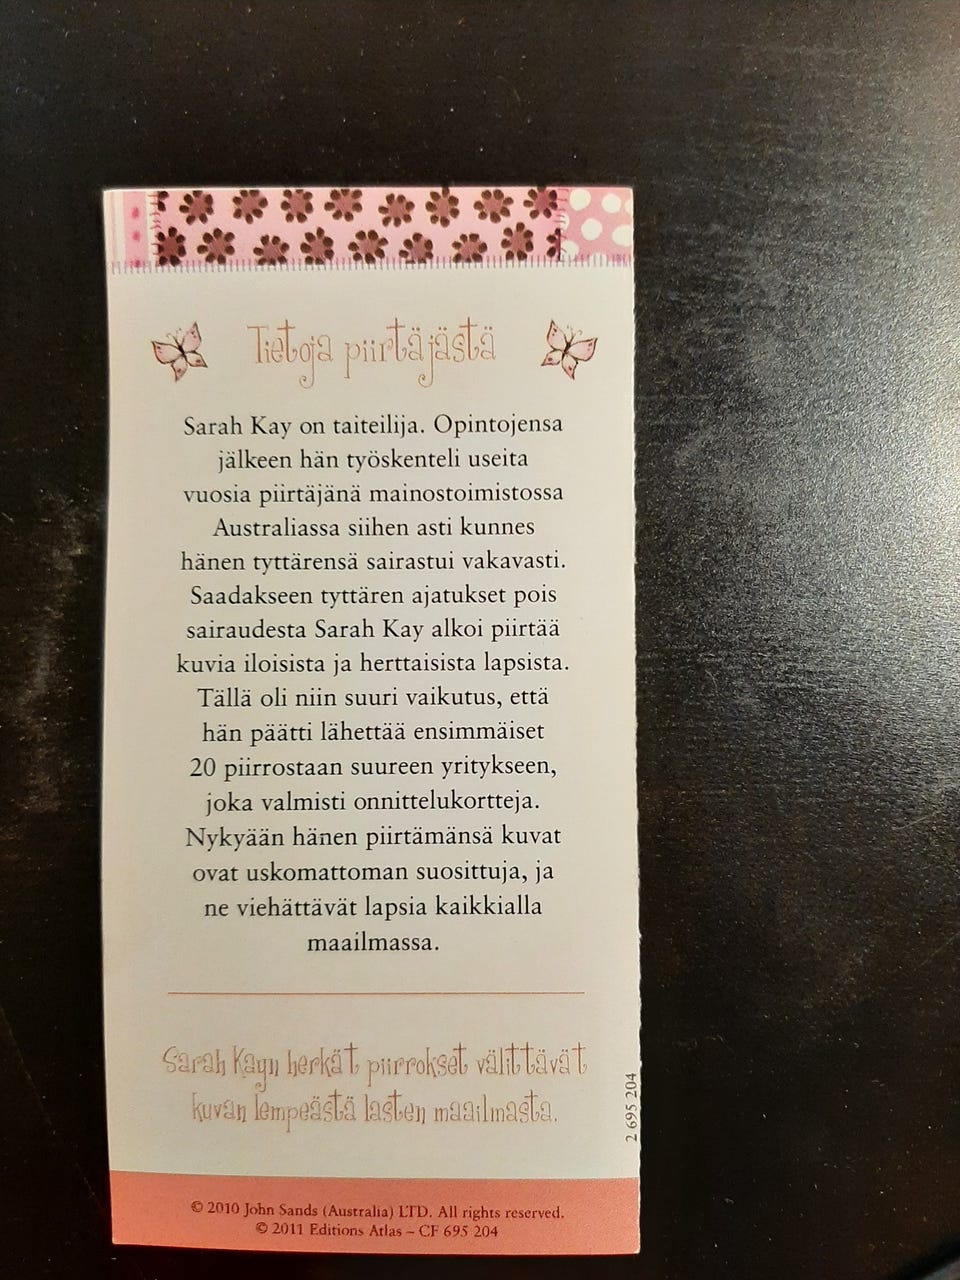 Tietoja piirtäjästä
Sarah Kay on taiteilija. Opintojensa
jälkeen hän työskenteli useita
vuosia piirtäjänä mainostoimistossa
Australiassa siihen asti kunnes
hänen tyttärensä sairastui vakavasti.
Saadakseen tyttären ajatukset pois
sairaudesta Sarah Kay alkoi piirtää
kuvia iloisista ja herttaisista lapsista.
Tällä oli niin suuri vaikutus, että
hän päätti lähettää ensimmäiset
20 piirrostaan suureen yritykseen,
joka valmisti onnittelukortteja.
Nykyään hänen piirtämänsä kuvat
ovat uskomattoman suosittuja, ja
ne viehättävät lapsia kaikkialla
maailmassa.
Sarah Kayn herkät piirrokset välittävät
kuvan lempeästä lasten maailmasta.
2 695 204
© 2010 John Sands (Australia) LTD. All rights reserved.
© 2011 Editions Atlas – CF 695 204